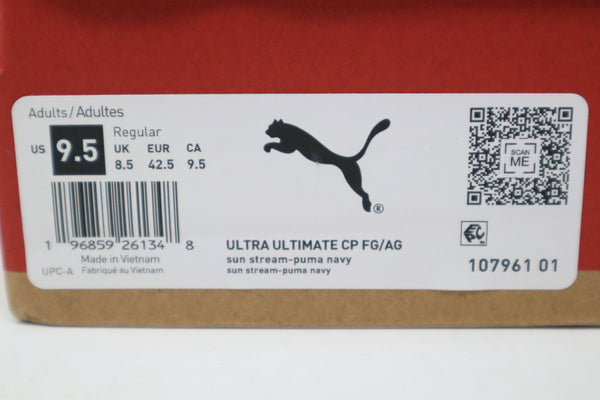 Adults/Adultes
Regular
US 9.5 UK EUR CA
8.5 42.5 9.5
SCAN
ME
1 96859 26134 8
Made in Vietnam
UPC-A Fabriqué au Vietnam
®
ULTRA ULTIMATE CP FG/AG
sun stream-puma navy
sun stream-puma navy
107961 01